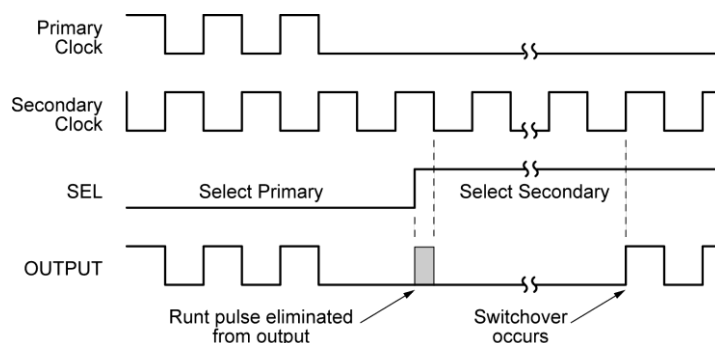 Primary
Clock
Secondary
Clock
SEL
Select Primary
Select Secondary
OUTPUT
Runt pulse eliminated
from output
Switchover
occurs